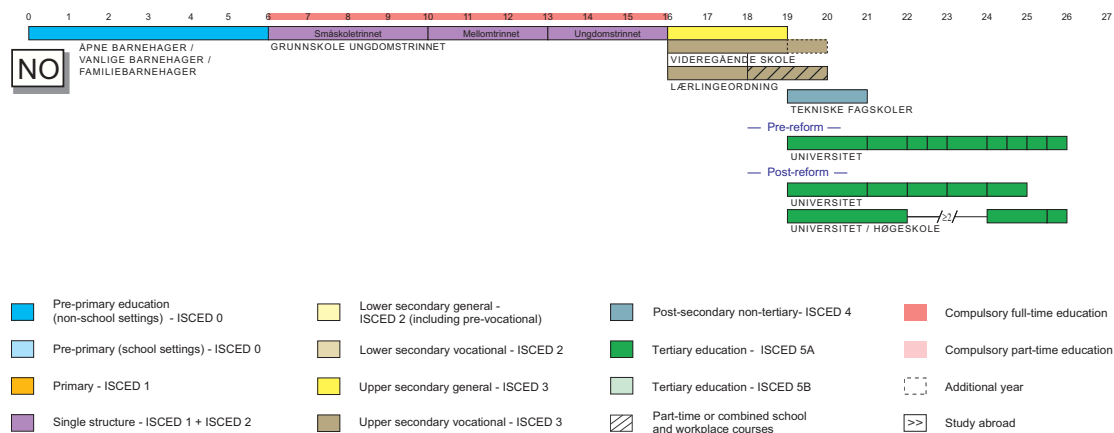 0 1 2 3 4 5 6 7 8 9 10 11 12 13 14 15 16 17 18 19 20 21 22 23 24 25 26 27
Småskoletrinnet Mellomtrinnet Ungdomstrinnet
NO
ÅPNE BARNEHAGER /
VANLIGE BARNEHAGER /
FAMILIEBARNEHAGER
GRUNNSKOLE UNGDOMSTRINNET
VIDEREGÅENDE SKOLE
LÆRLINGEORDNING
TEKNISKE FAGSKOLER
— Pre-reform —
UNIVERSITET
— Post-reform —
UNIVERSITET
≥2
UNIVERSITET / HØGESKOLE
Pre-primary education
(non-school settings) - ISCED 0
Pre-primary (school settings) - ISCED 0
Primary - ISCED 1
Single structure - ISCED 1 + ISCED 2
Lower secondary general -
ISCED 2 (including pre-vocational)
Lower secondary vocational - ISCED 2
Upper secondary general - ISCED 3
Upper secondary vocational - ISCED 3
Post-secondary non-tertiary- ISCED 4
Tertiary education - ISCED 5A
Tertiary education - ISCED 5B
Part-time or combined school
and workplace courses
Compulsory full-time education
Compulsory part-time education
Additional year
>> Study abroad